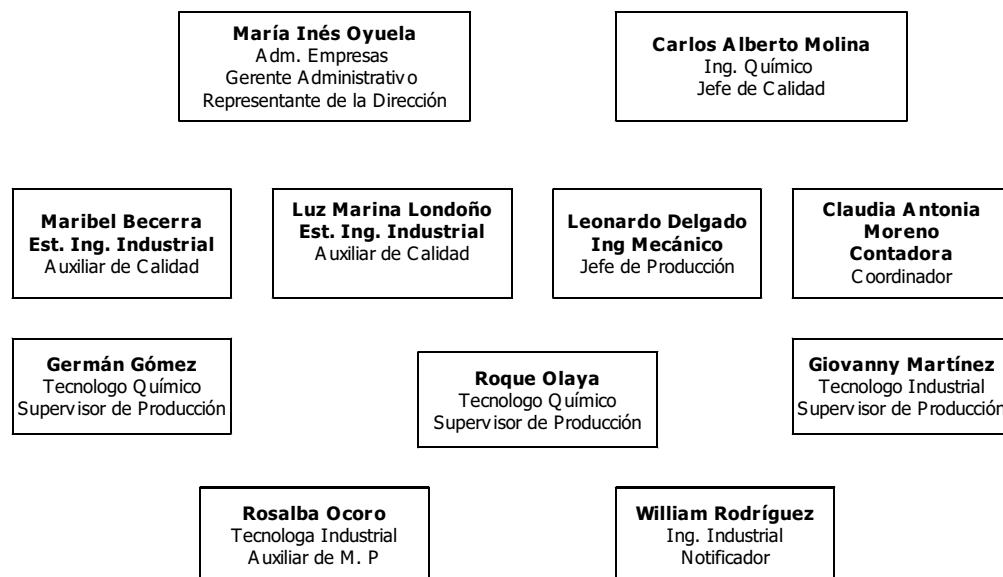 María Inés Oyuela
Adm. Empresas
Gerente Administrativo
Representante de la Dirección
Carlos Alberto Molina
Ing. Químico
Jefe de Calidad
Maribel Becerra
Est. Ing. Industrial
Auxiliar de Calidad
Luz Marina Londoño
Est. Ing. Industrial
Auxiliar de Calidad
Leonardo Delgado
Ing Mecánico
Jefe de Producción
Claudia Antonia
Moreno
Contadora
Coordinador
Germán Gómez
Tecnologo Químico
Supervisor de Producción
Roque Olaya
Tecnologo Químico
Supervisor de Producción
Giovanny Martínez
Tecnologo Industrial
Supervisor de Producción
Rosalba Ocoro
Tecnologa Industrial
Auxiliar de M. P
William Rodríguez
Ing. Industrial
Notificador